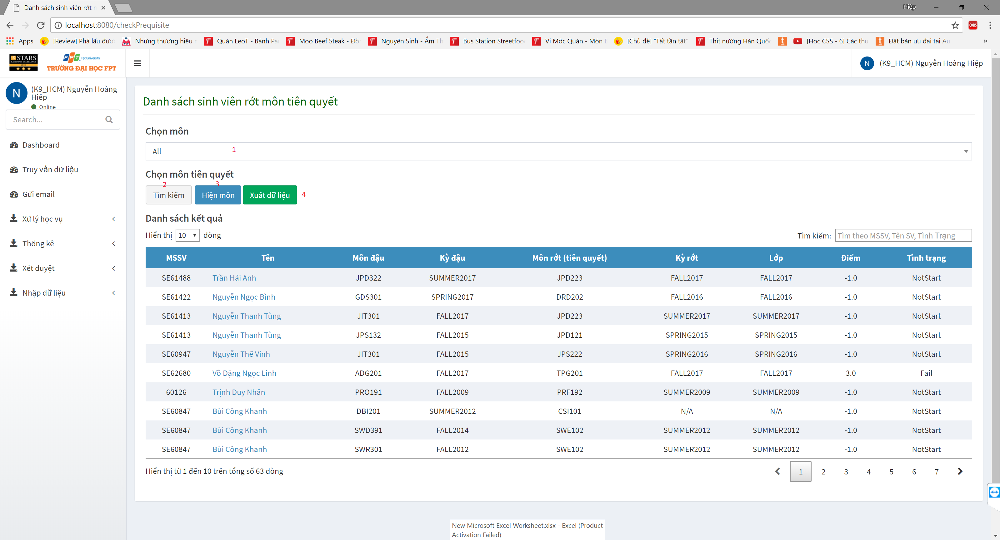 Danh sách sinh viên rớt
Hiệp
localhost:8080/checkPrequisite
CORS
Apps
[Review] Phá lấu đượ
Những thương hiệu
Quán LeoT - Bánh
Moo Beef Steak -
Nguyên Sinh - Ẩm
Bus Station
Vị Mộc Quán - Món
[Chủ đề] “Tất tần tật”
Thịt nướng Hàn
[Học CSS - 6] Các
Đặt bàn ưu đãi tại
»
STARS
RATED FOR EXCELLENCE
2012
FPT. Fpt University
TRƯỜNG ĐẠI HỌC FPT
N (K9_HCM) Nguyễn Hoàng Hiệp
N
(K9_HCM) Nguyễn Hoàng
Hiệp
Online
Search...
Dashboard
Truy vấn dữ liệu
Gửi email
Xử lý học vụ
Thống kê
Xét duyệt
Nhập dữ liệu
Danh sách sinh viên rớt môn tiên quyết
Chọn môn
All 1
Chọn môn tiên quyết
2 3
Tìm kiếm Hiện môn Xuất dữ liệu 4
Danh sách kết quả
Hiển thị 10 dòng
Tìm kiếm: Tìm theo MSSV, Tên SV, Tình Trạng
MSSV Tên Môn đậu Kỳ đậu Môn rớt (tiên quyết) Kỳ rớt Lớp Điểm Tình trạng
SE61488 Trần Hải Anh JPD322 SUMMER2017 JPD223 FALL2017 FALL2017 -1.0 NotStart
SE61422 Nguyễn Ngọc Bình GDS301 SPRING2017 DRD202 FALL2016 FALL2016 -1.0 NotStart
SE61413 Nguyễn Thanh Tùng JIT301 FALL2017 JPD223 SUMMER2017 SUMMER2017 -1.0 NotStart
SE61413 Nguyễn Thanh Tùng JPS132 FALL2015 JPD121 SPRING2015 SPRING2015 -1.0 NotStart
SE60947 Nguyễn Thế Vinh JIT301 FALL2015 JPS222 SPRING2016 SPRING2016 -1.0 NotStart
SE62680 Võ Đặng Ngọc Linh ADG201 FALL2017 TPG201 FALL2017 FALL2017 3.0 Fail
60126 Trịnh Duy Nhân PRO191 FALL2009 PRF192 SUMMER2009 SUMMER2009 -1.0 NotStart
SE60847 Bùi Công Khanh DBI201 SUMMER2012 CSI101 N/A N/A -1.0 NotStart
SE60847 Bùi Công Khanh SWD391 FALL2014 SWE102 SUMMER2012 SUMMER2012 -1.0 NotStart
SE60847 Bùi Công Khanh SWR301 FALL2012 SWE102 SUMMER2012 SUMMER2012 -1.0 NotStart
Hiển thị từ 1 đến 10 trên tổng số 63 dòng
1 2 3 4 5 6 7
New Microsoft Excel Worksheet.xlsx - Excel (Product
Activation Failed)